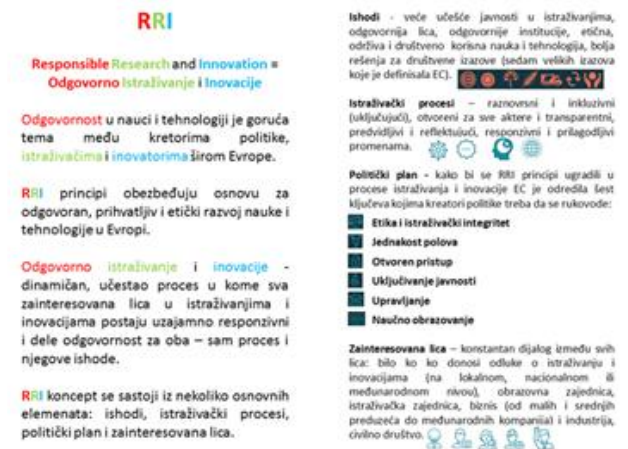 RRI
Responsible Research and Innovation =
Odgovorno Istraživanje i Inovacije
Odgovornost u nauci i tehnologiji je goruća
tema među kretorima politike,
istraživačima i inovatorima širom Evrope.
RRI principi obezbeđuju osnovu za
odgovoran, prihvatljiv i etički razvoj nauke i
tehnologije u Evropi.
Odgovorno istraživanje i inovacije -
dinamičan, učestao proces u kome sva
zainteresovana lica u istraživanjima i
inovacijama postaju uzajamno responzivni
i dele odgovornost za oba – sam proces i
njegove ishode.
RRI koncept se sastoji iz nekoliko osnovnih
elemenata: ishodi, istraživački procesi,
politički plan i zainteresovana lica.
Ishodi - veće učešće javnosti u istraživanjima,
odgovornija lica, odgovornije institucije, etična,
održiva i društveno korisna nauka i tehnologija, bolja
rešenja za društvene izazove (sedam velikih izazova
koje je definisala EC).
Istraživački procesi – raznovrsni i inkluzivni
(uključujući), otvoreni za sve aktere i transparentni,
predvidljivi i reflektujući, responzivni i prilagodljivi
promenama.
Politički plan - kako bi se RRI principi ugradili u
procese istraživanja i inovacije EC je odredila šest
ključeva kojima kreatori politike treba da se rukovode:
Etika i istraživački integritet
Jednakost polova
Otvoren pristup
Uključivanje javnosti
Upravljanje
Naučno obrazovanje
Zainteresovana lica – konstantan dijalog između svih
lica: bilo ko ko donosi odluke o istraživanju i
inovacijama (na lokalnom, nacionalnom ili
međunarodnom nivou), obrazovna zajednica,
istraživačka zajednica, biznis (od malih i srednjih
preduzeća do međunarodnih kompanija) i industrija,
civilno društvo.